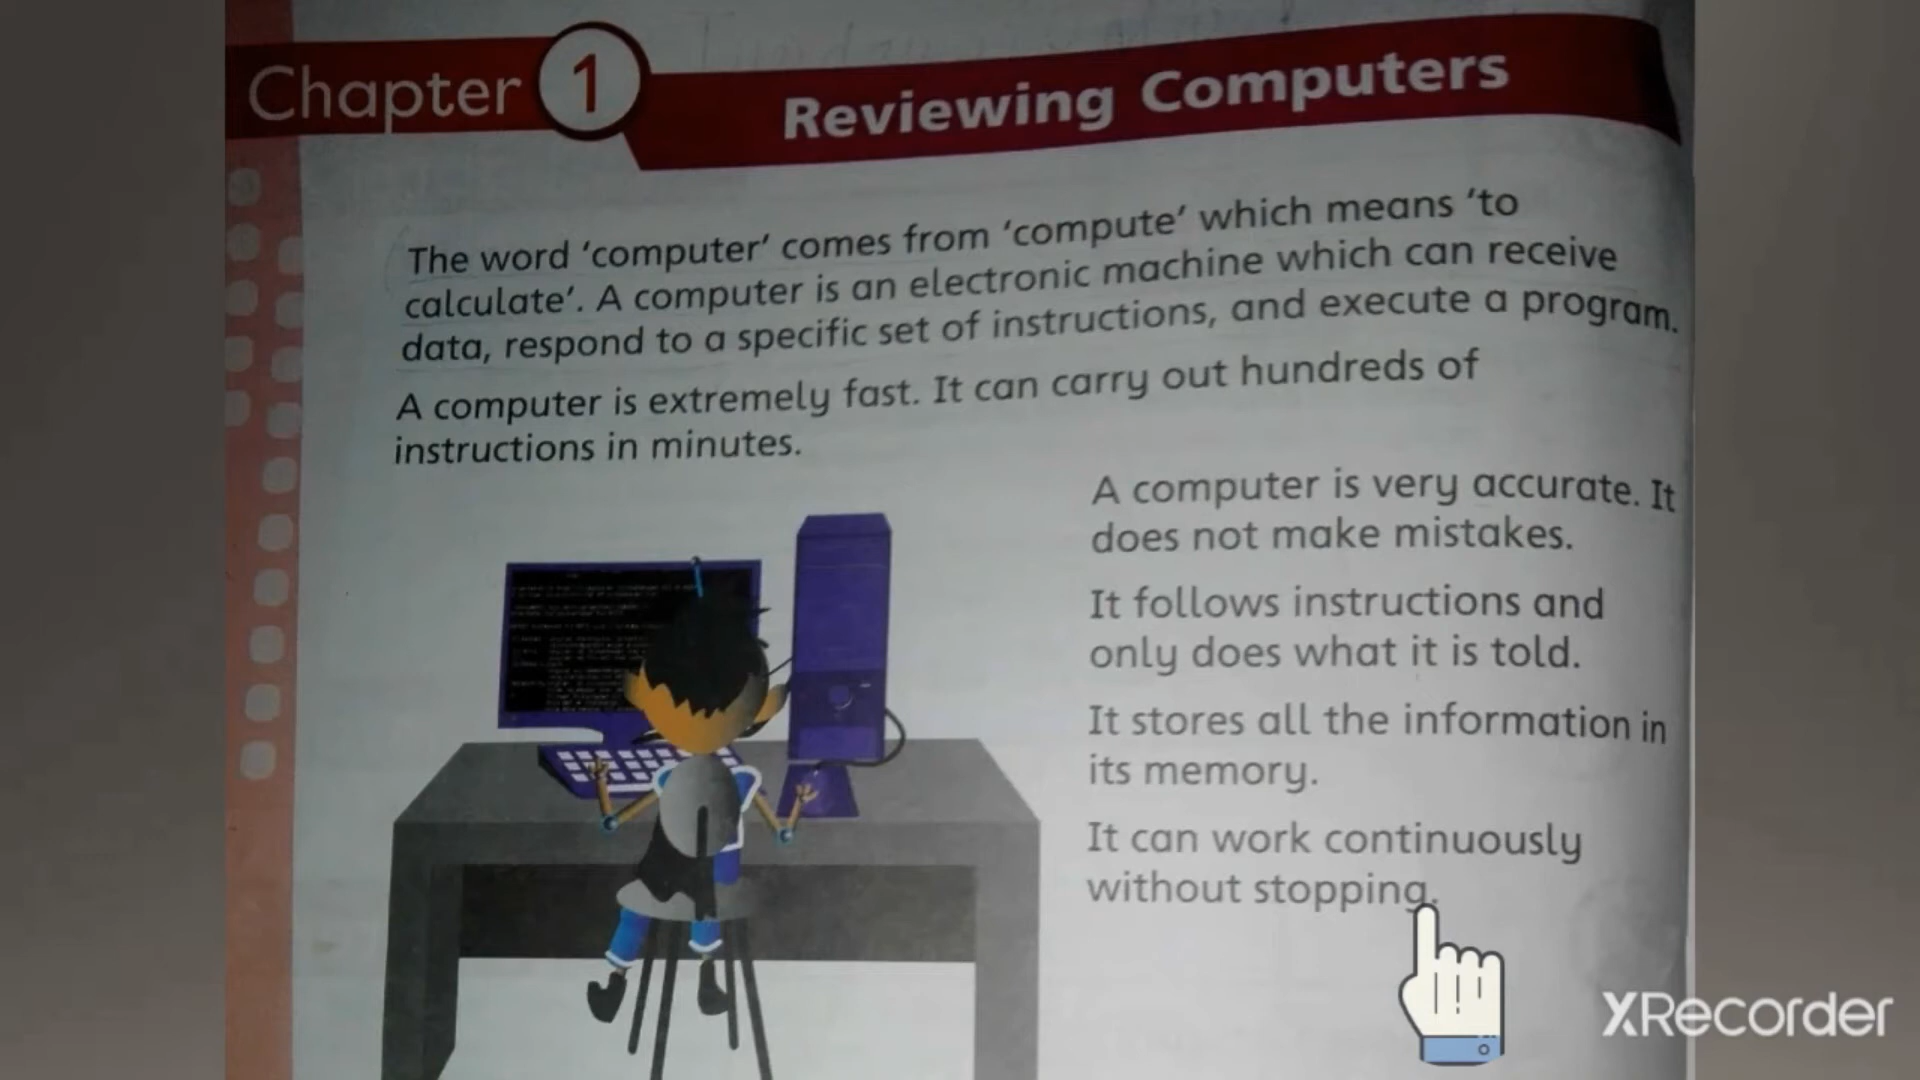 Chapter 1
Reviewing Computers
The word ‘computer’ comes from ‘compute’ which means ‘to
calculate’. A computer is an electronic machine which can receive
data, respond to a specific set of instructions, and execute a program.
A computer is extremely fast. It can carry out hundreds of
instructions in minutes.
A computer is very accurate. It
does not make mistakes.
It follows instructions and
only does what it is told.
It stores all the information in
its memory.
It can work continuously
without stopping.
XRecorder